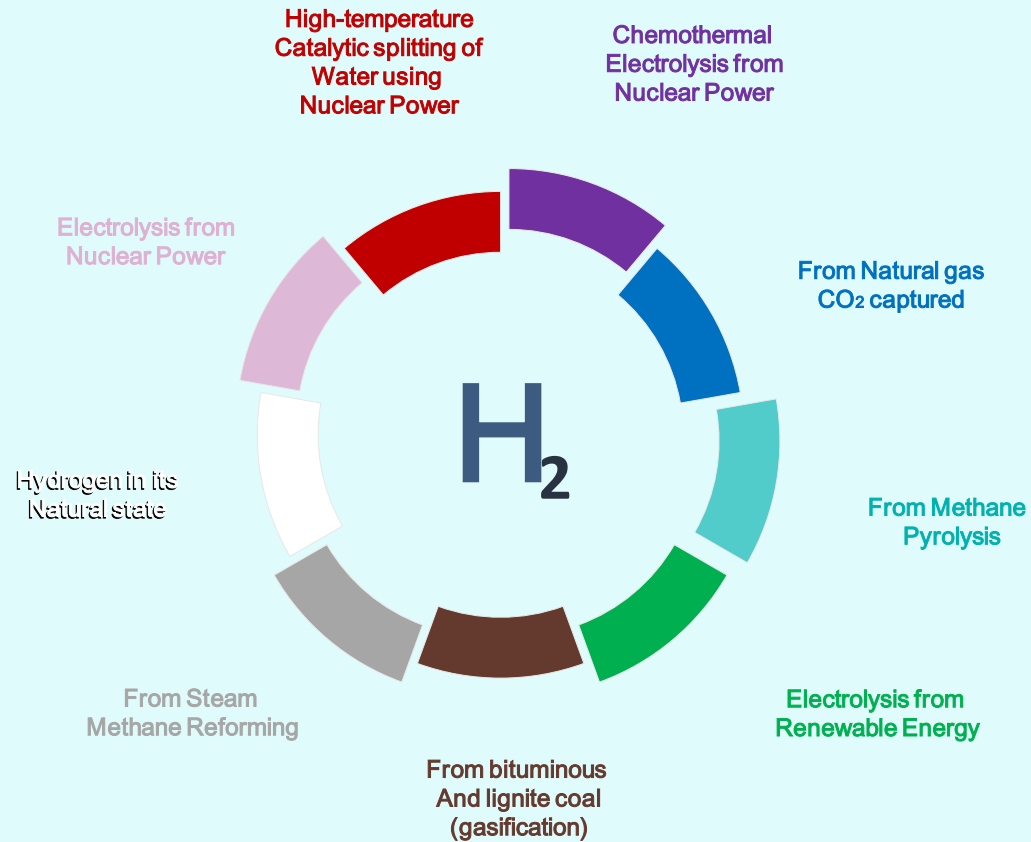 High-temperature
Catalytic splitting of
Water using
Nuclear Power
Chemothermal
Electrolysis from
Nuclear Power
Electrolysis from
Nuclear Power
From Natural gas
CO₂ captured
H₂
Hydrogen in its
Natural state
From Methane
Pyrolysis
From Steam
Methane Reforming
Electrolysis from
Renewable Energy
From bituminous
And lignite coal
(gasification)